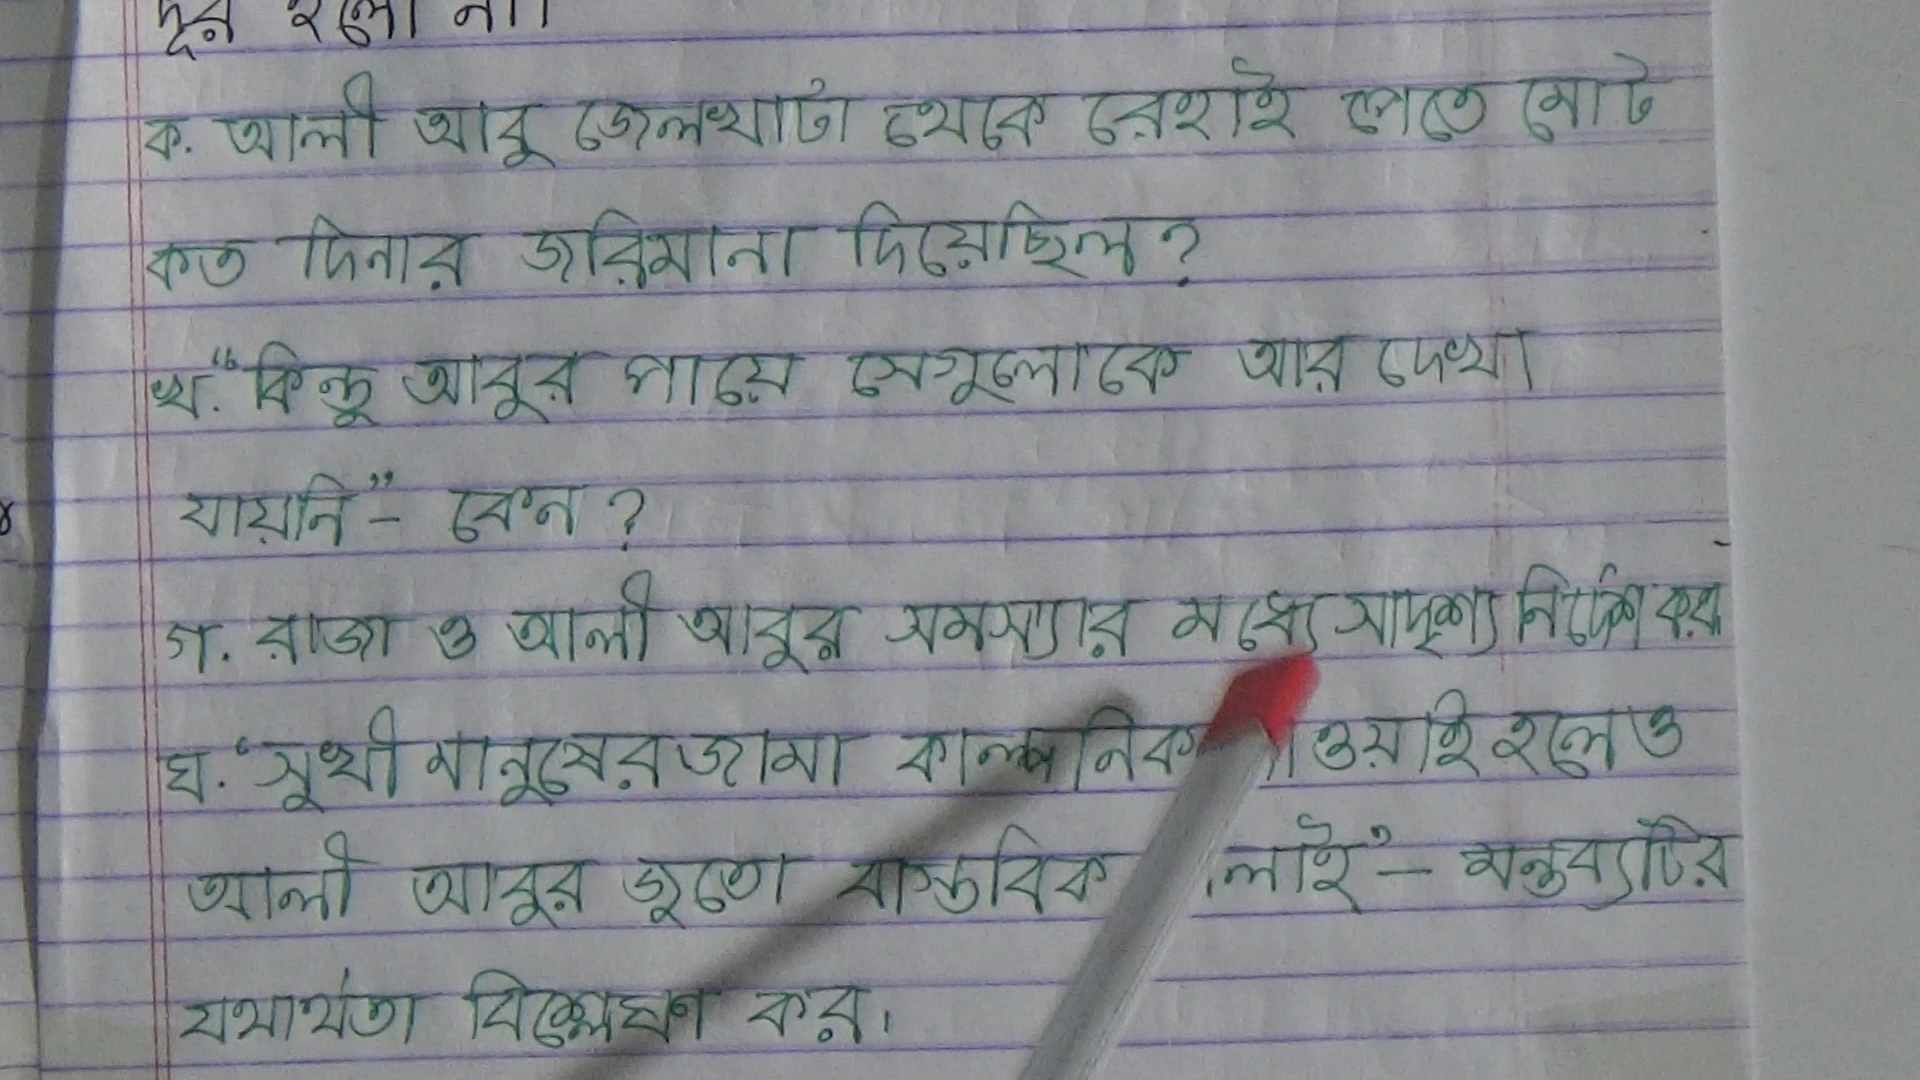 দূর হলো না।
ক. আলী আবু জেলখাটা থেকে রেহাই পেতে মোট
কত দিনার জরিমানা দিয়েছিল?
খ. “কিন্তু আবুর পায়ে সেগুলোকে আর দেখা
যায়নি” – কেন?
গ. রাজা ও আলী আবুর সমস্যার মধ্যে সাদৃশ্য নির্দেশ কর
ঘ. ‘সুখী মানুষের জামা কাল্পনিক হলেও
আলী আবুর জুতো বাস্তবিক – মন্তব্যটির
যথার্থতা বিশ্লেষণ কর।